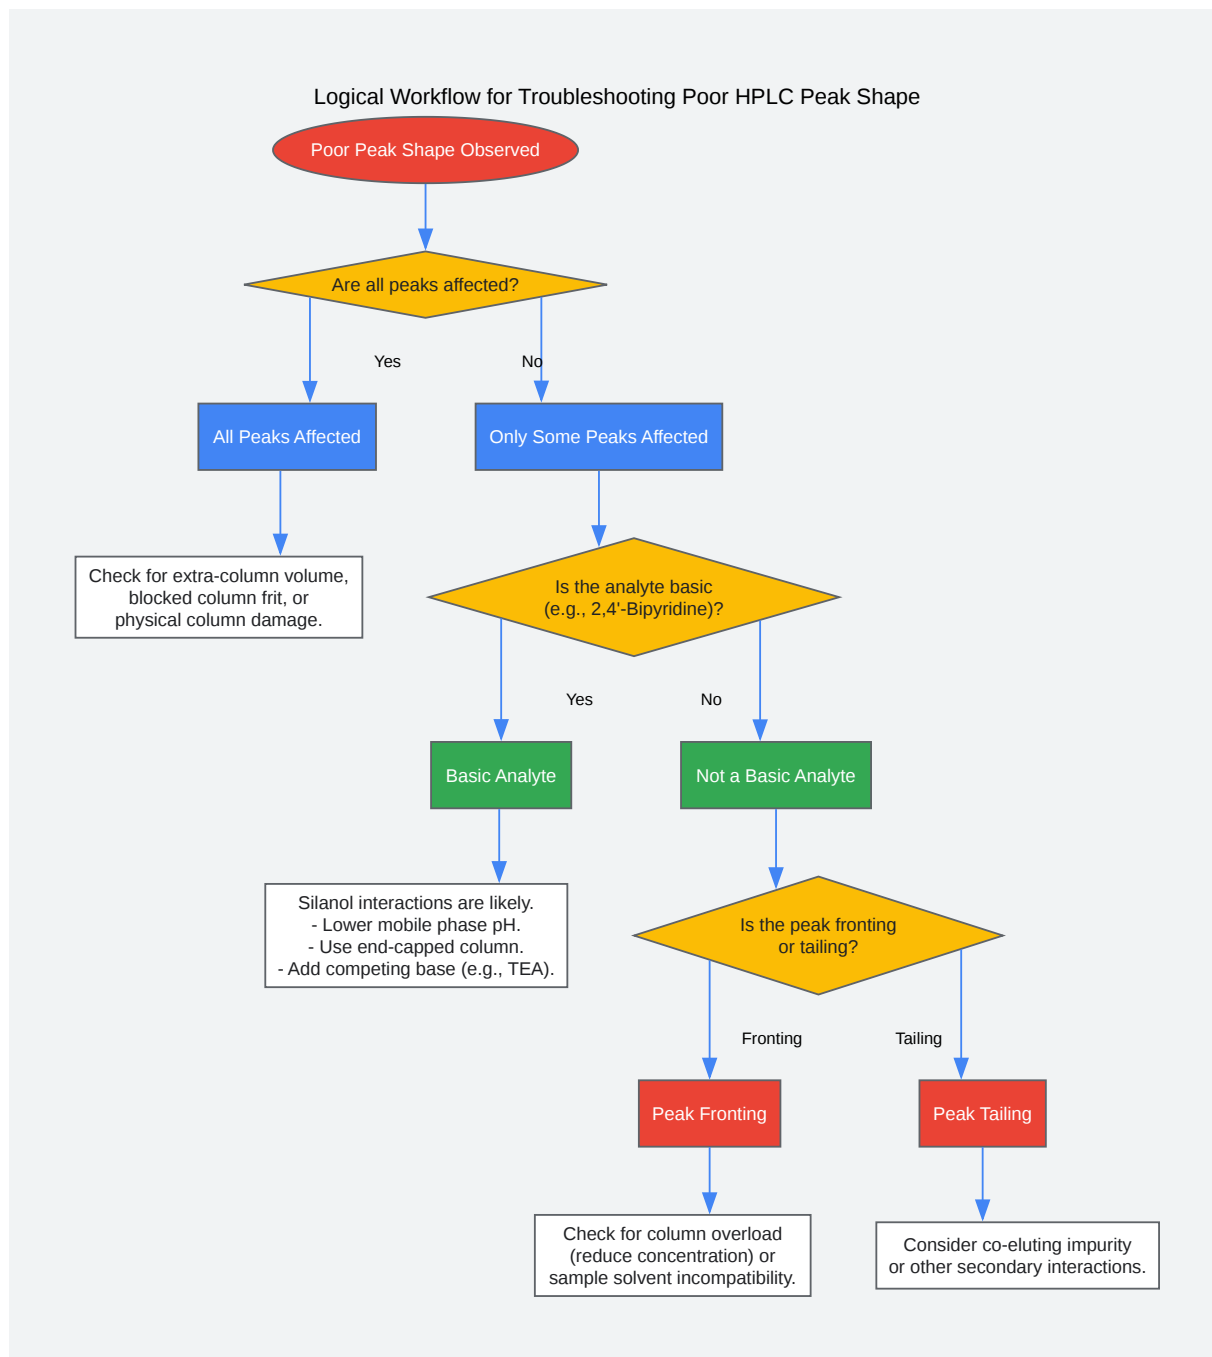 Logical Workflow for Troubleshooting Poor HPLC Peak Shape
Poor Peak Shape Observed
Are all peaks affected?
Yes
No
All Peaks Affected
Only Some Peaks Affected
Check for extra-column volume,
blocked column frit, or
physical column damage.
Is the analyte basic
(e.g., 2,4'-Bipyridine)?
Yes
No
Basic Analyte
Not a Basic Analyte
Silanol interactions are likely.
- Lower mobile phase pH.
- Use end-capped column.
- Add competing base (e.g., TEA).
Is the peak fronting
or tailing?
Fronting
Tailing
Peak Fronting
Peak Tailing
Check for column overload
(reduce concentration) or
sample solvent incompatibility.
Consider co-eluting impurity
or other secondary interactions.